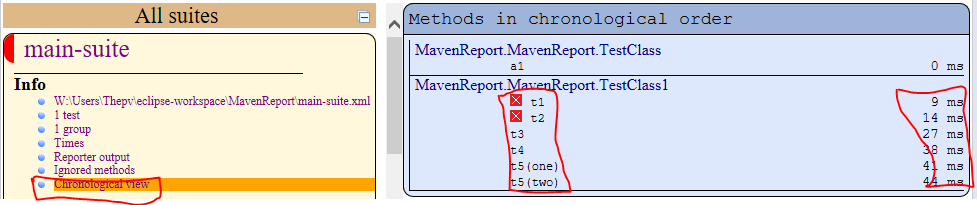 All suites
main-suite
Info
W:\Users\Thepv\eclipse-workspace\MavenReport\main-suite.xml
1 test
1 group
Times
Reporter output
Ignored methods
Chronological view
Methods in chronological order
MavenReport.MavenReport.TestClass
a1 0 ms
MavenReport.MavenReport.TestClass1
t1 9 ms
t2 14 ms
t3 27 ms
t4 38 ms
t5(one) 41 ms
t5(two) 44 ms